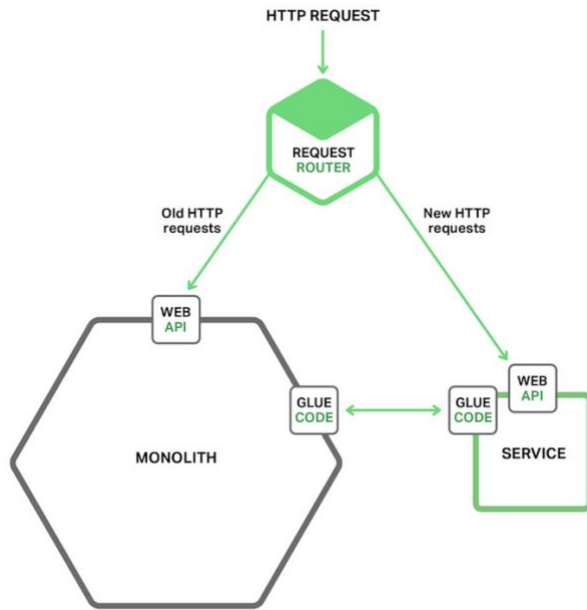 HTTP REQUEST
REQUEST
ROUTER
Old HTTP
requests
New HTTP
requests
WEB
API
WEB
API
GLUE
CODE
GLUE
CODE
MONOLITH
SERVICE